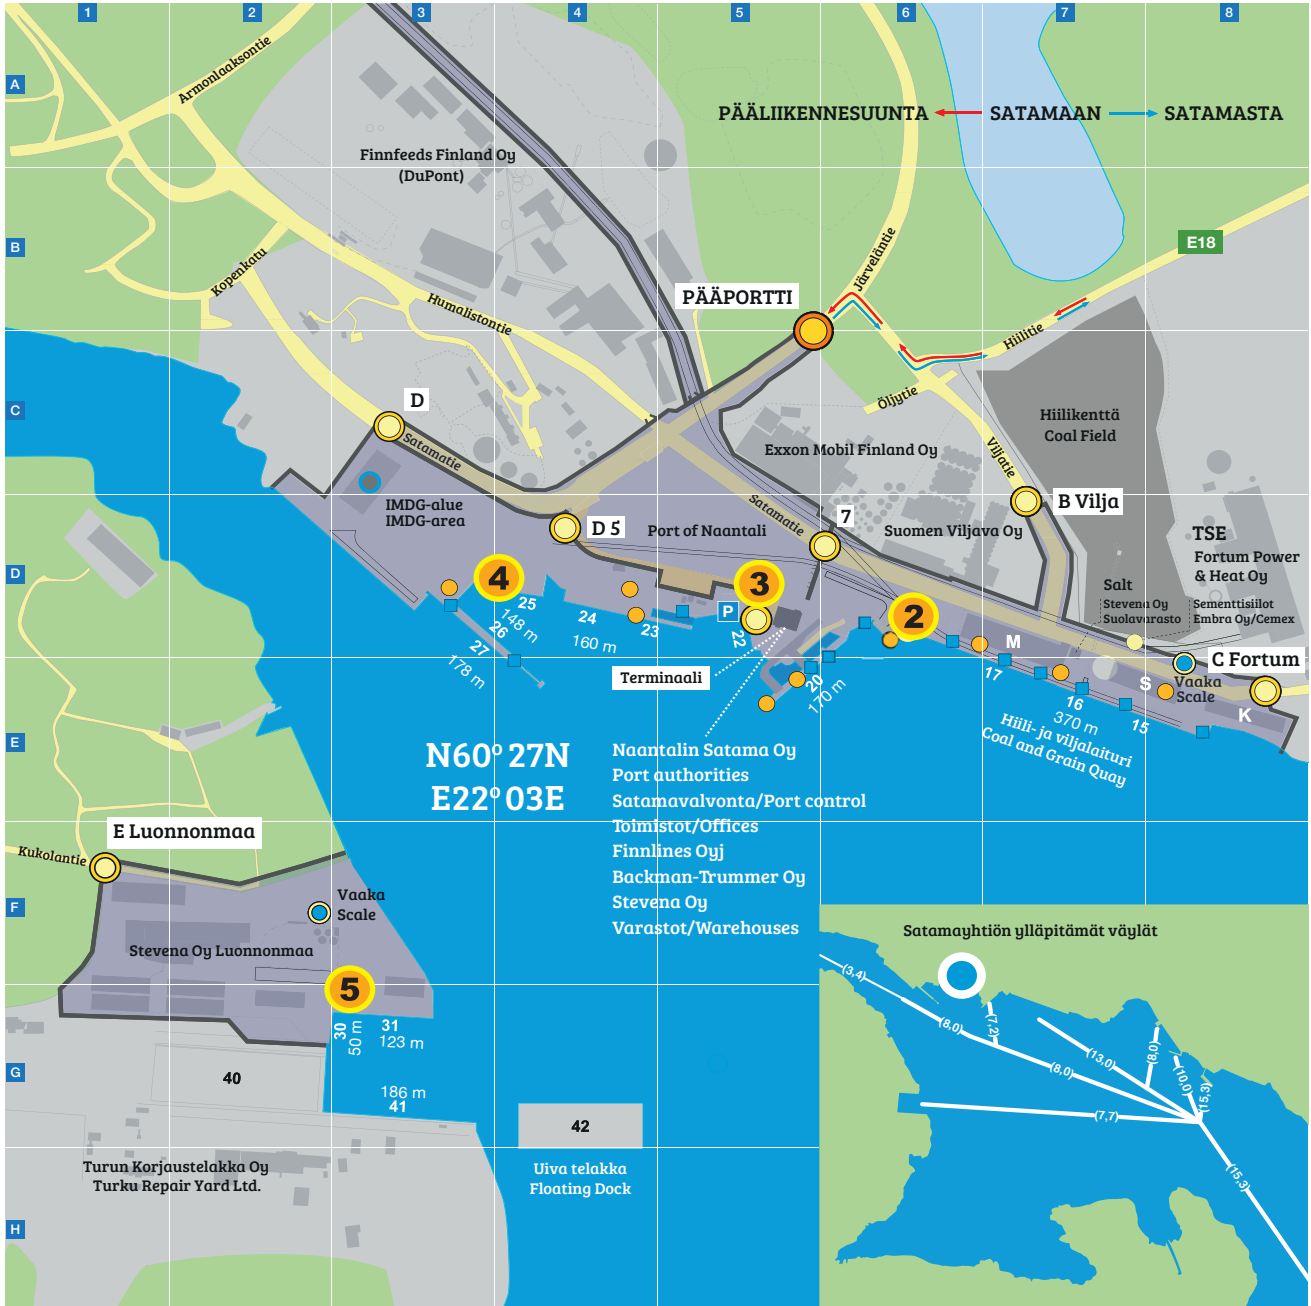 1 2 3 4 5 6 7 8
A
Armonlaaksontie
PÄÄLIIKENNESUUNTA SATAMAAN SATAMASTA
Finnfeeds Finland Oy
(DuPont)
B
E18
Kopenkatu
Humalistontie
Järveläntie
PÄÄPORTTI
Hiilitie
C
D
Öljytie
Hiilikenttä
Coal Field
Satamatie
Exxon Mobil Finland Oy
Viljatie
IMDG-alue
IMDG-area
Satamatie
B Vilja
D 5
Port of Naantali
7
Suomen Viljava Oy
TSE
Fortum Power
& Heat Oy
D
4
3
2
Salt
Stevena Oy
Suolavarasto
Sementtisiilot
Embra Oy/Cemex
25
148 m
26
27
178 m
24
160 m
23
P
22
M
17
Terminaali
20
170 m
C Fortum
Vaaka
Scale
S
K
16
370 m
15
Hiili- ja viljalaituri
Coal and Grain Quay
E
N60° 27N
E22° 03E
Naantalin Satama Oy
Port authorities
Satamavalvonta/Port control
Toimistot/Offices
Finnlines Oyj
Backman-Trummer Oy
Stevena Oy
Varastot/Warehouses
E Luonnonmaa
Kukolantie
F
Vaaka
Scale
Stevena Oy Luonnonmaa
5
30
50 m
31
123 m
G
40
186 m
41
42
Uiva telakka
Floating Dock
Turun Korjaustelakka Oy
Turku Repair Yard Ltd.
H
Satamayhtiön ylläpitämät väylät
(3,4)
(8,0)
(7,2)
(13,0)
(8,0)
(8,0)
(10,0)
(15,3)
(7,7)
(15,3)